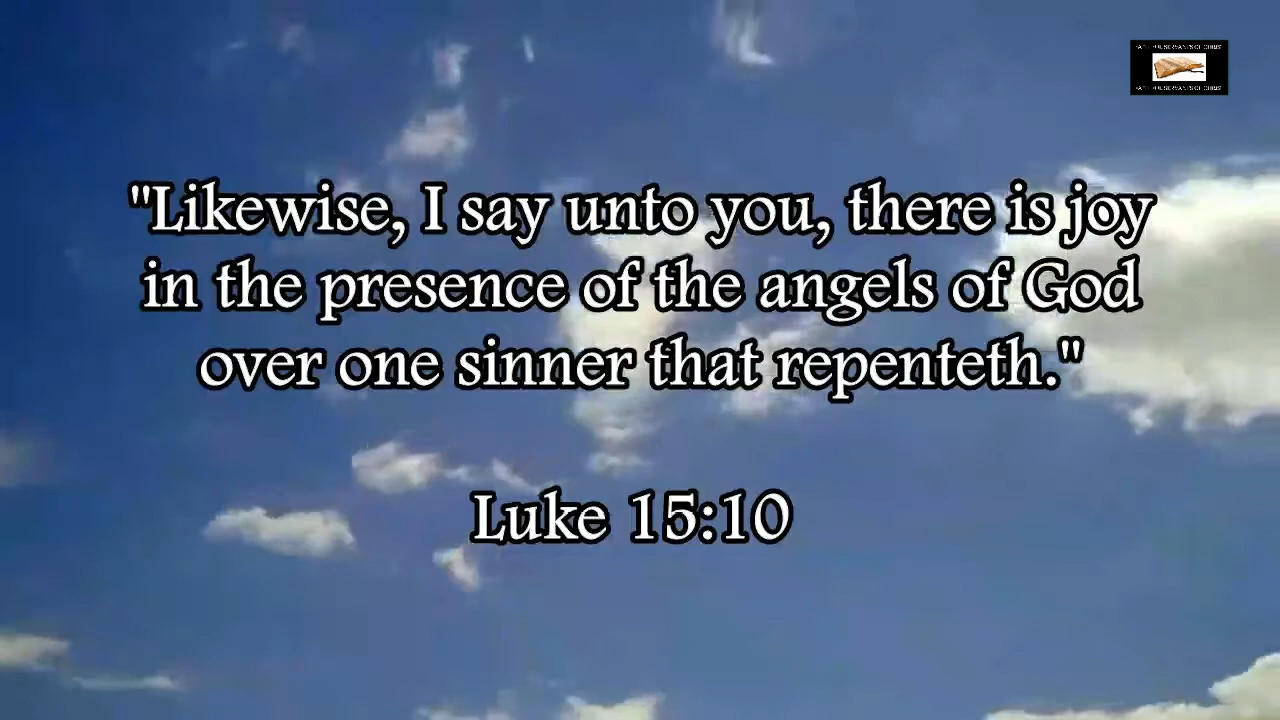 "Likewise, I say unto you, there is joy
in the presence of the angels of God
over one sinner that repenteth."
Luke 15:10